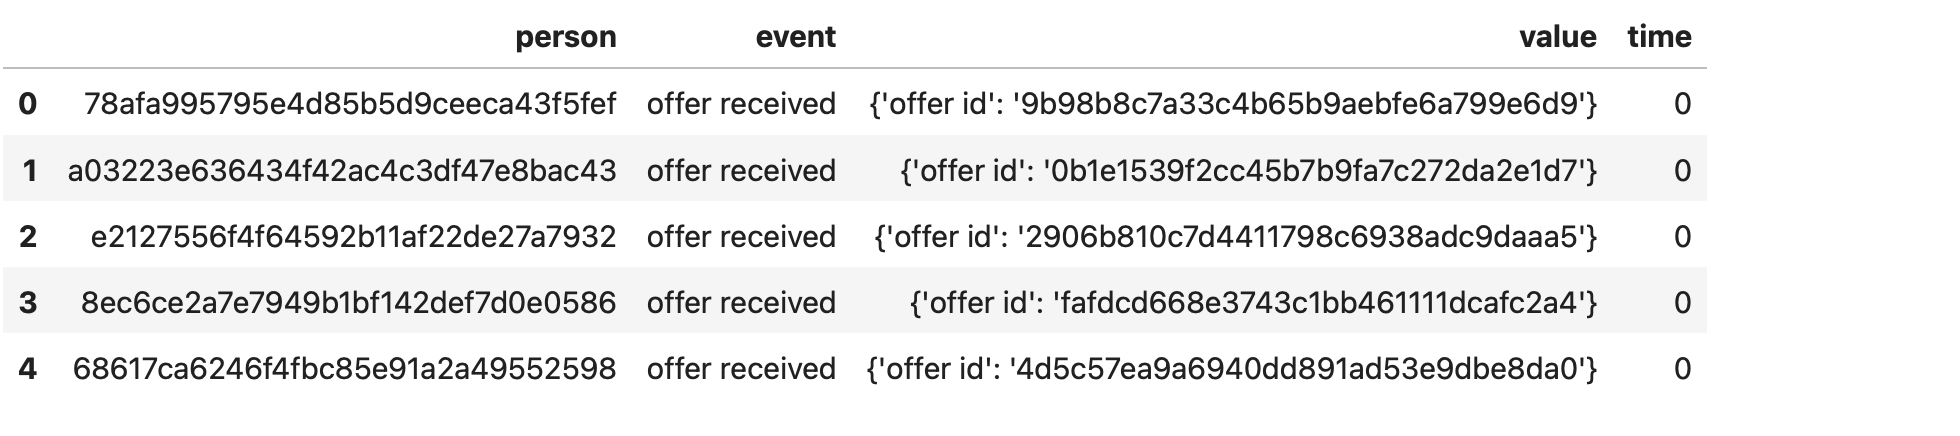 person event value time
0 78afa995795e4d85b5d9ceeca43f5fef offer received {'offer id': '9b98b8c7a33c4b65b9aebfe6a799e6d9'} 0
1 a03223e636434f42ac4c3df47e8bac43 offer received {'offer id': '0b1e1539f2cc45b7b9fa7c272da2e1d7'} 0
2 e2127556f4f64592b11af22de27a7932 offer received {'offer id': '2906b810c7d4411798c6938adc9daaa5'} 0
3 8ec6ce2a7e7949b1bf142def7d0e0586 offer received {'offer id': 'fafdcd668e3743c1bb461111dcafc2a4'} 0
4 68617ca6246f4fbc85e91a2a49552598 offer received {'offer id': '4d5c57ea9a6940dd891ad53e9dbe8da0'} 0